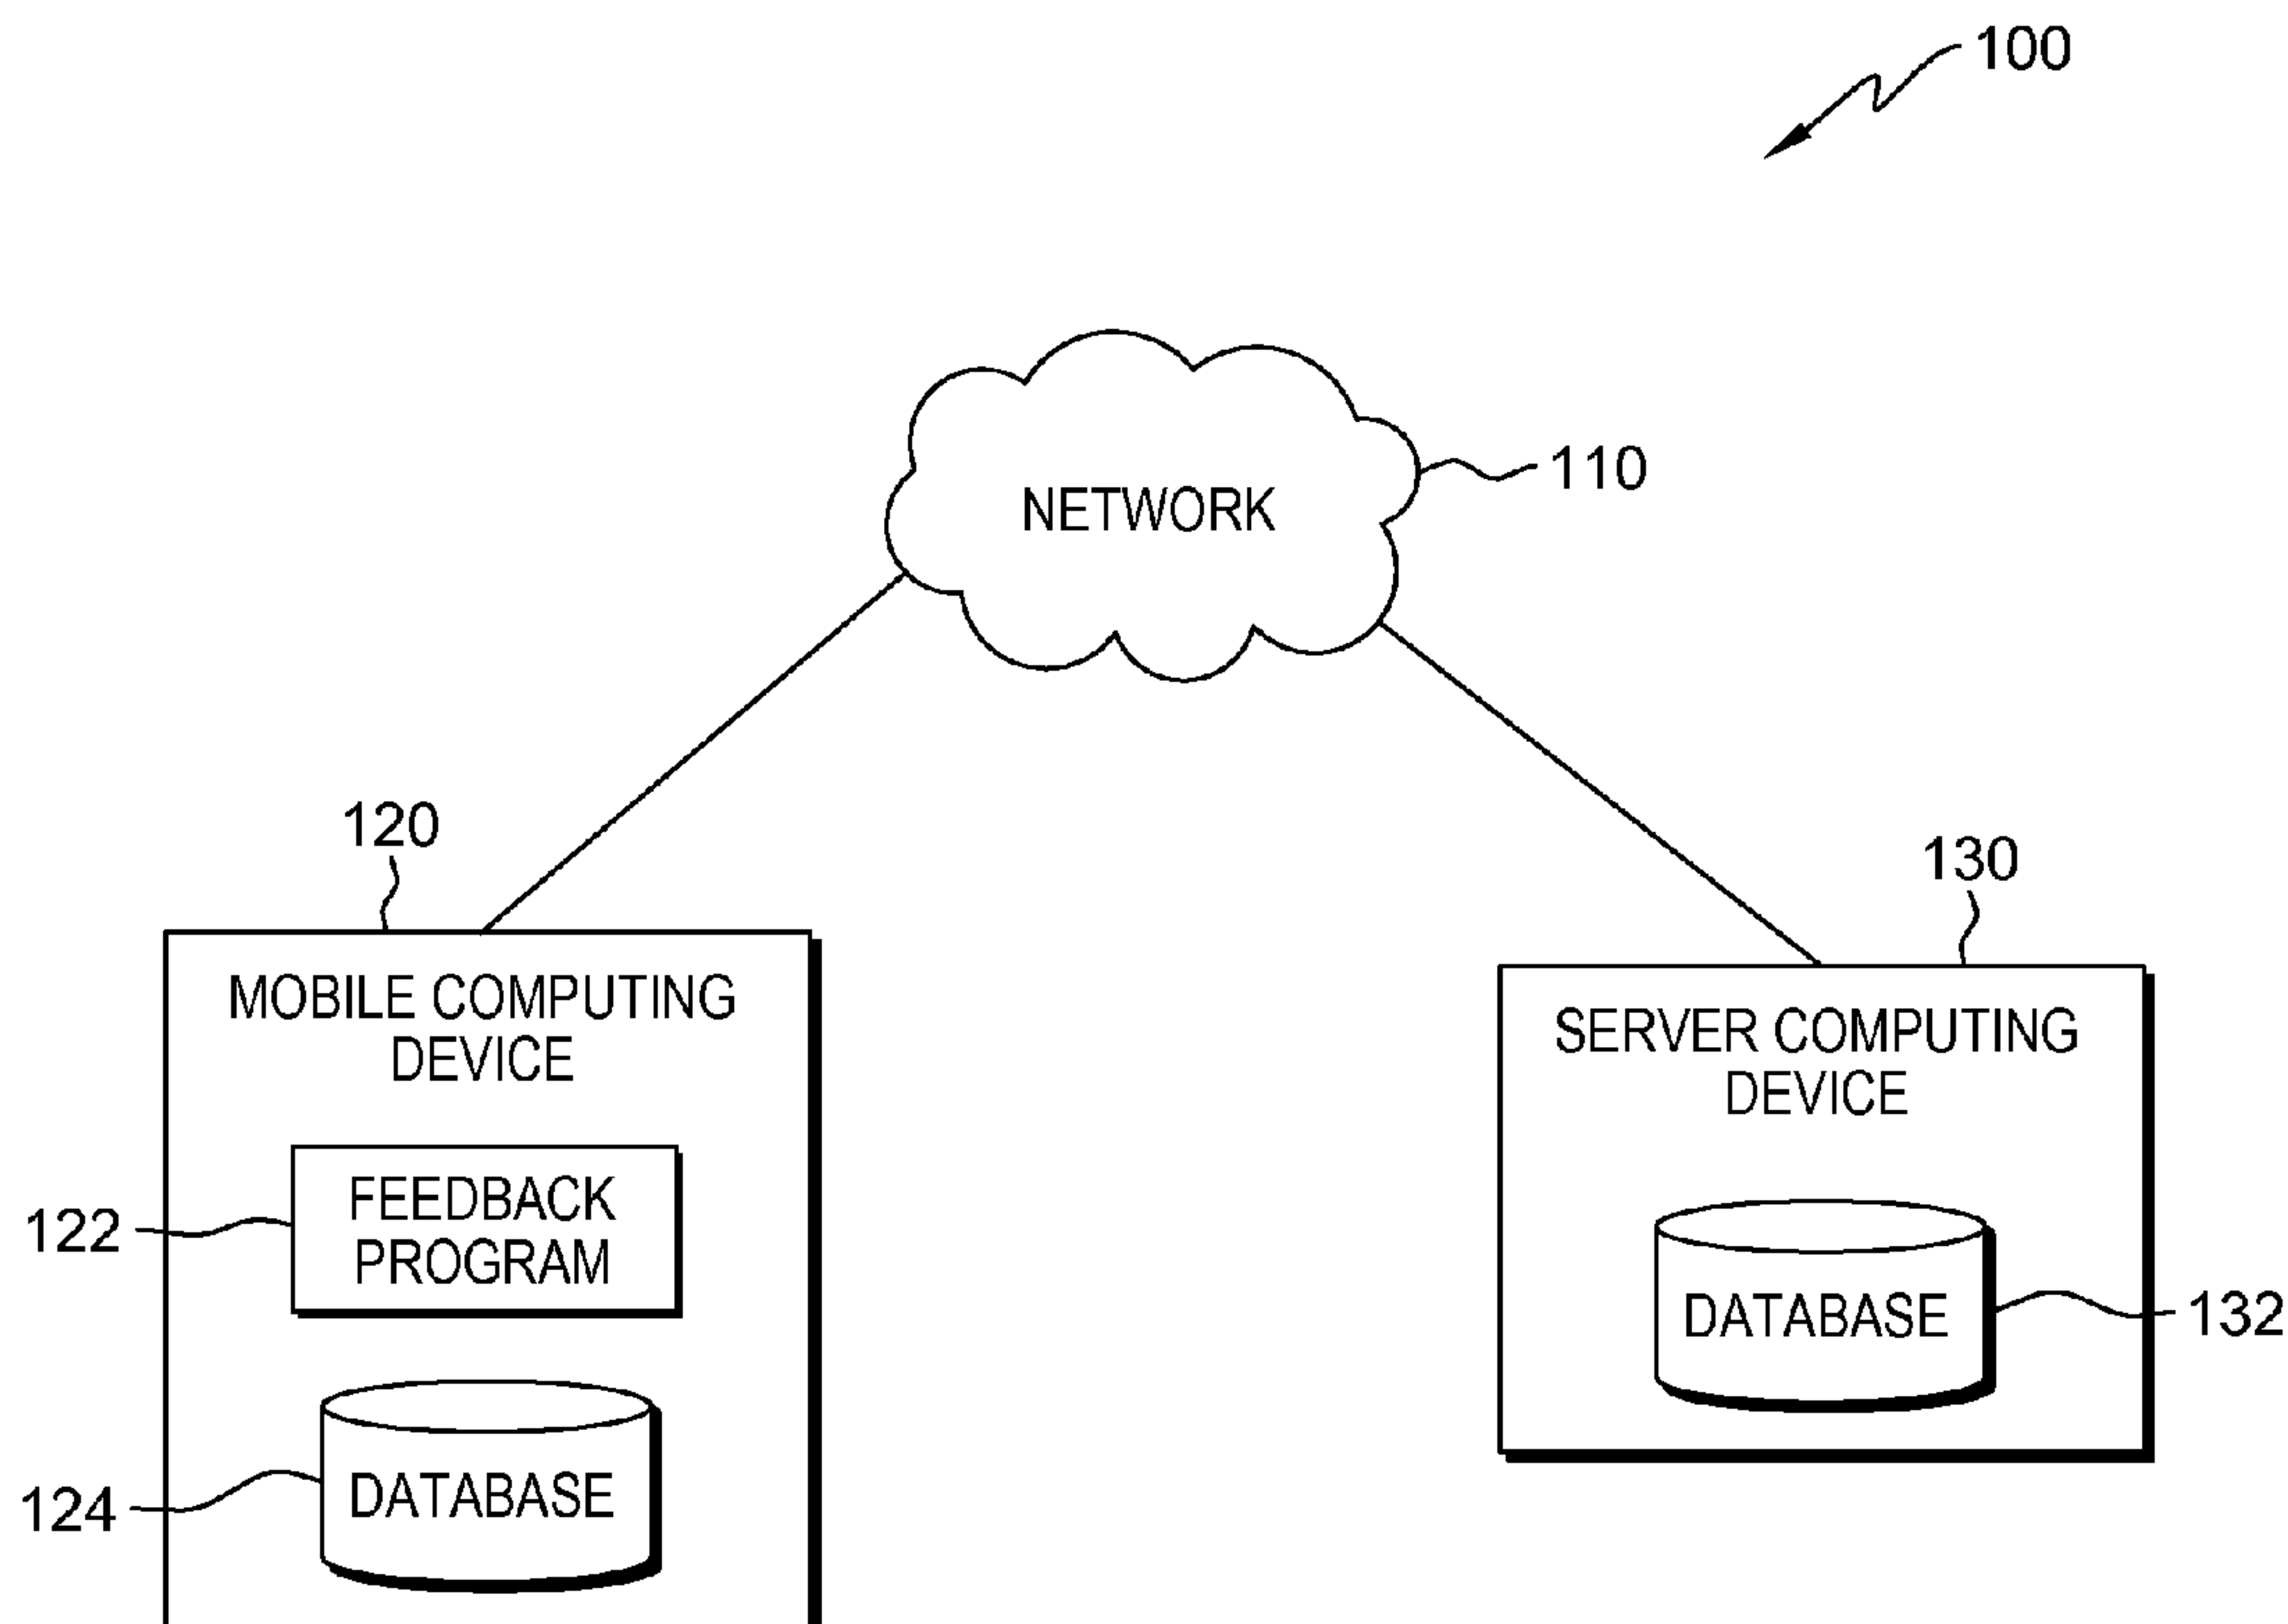 100
NETWORK
110
120
MOBILE COMPUTING
DEVICE
122
FEEDBACK
PROGRAM
124
DATABASE
130
SERVER COMPUTING
DEVICE
DATABASE
132